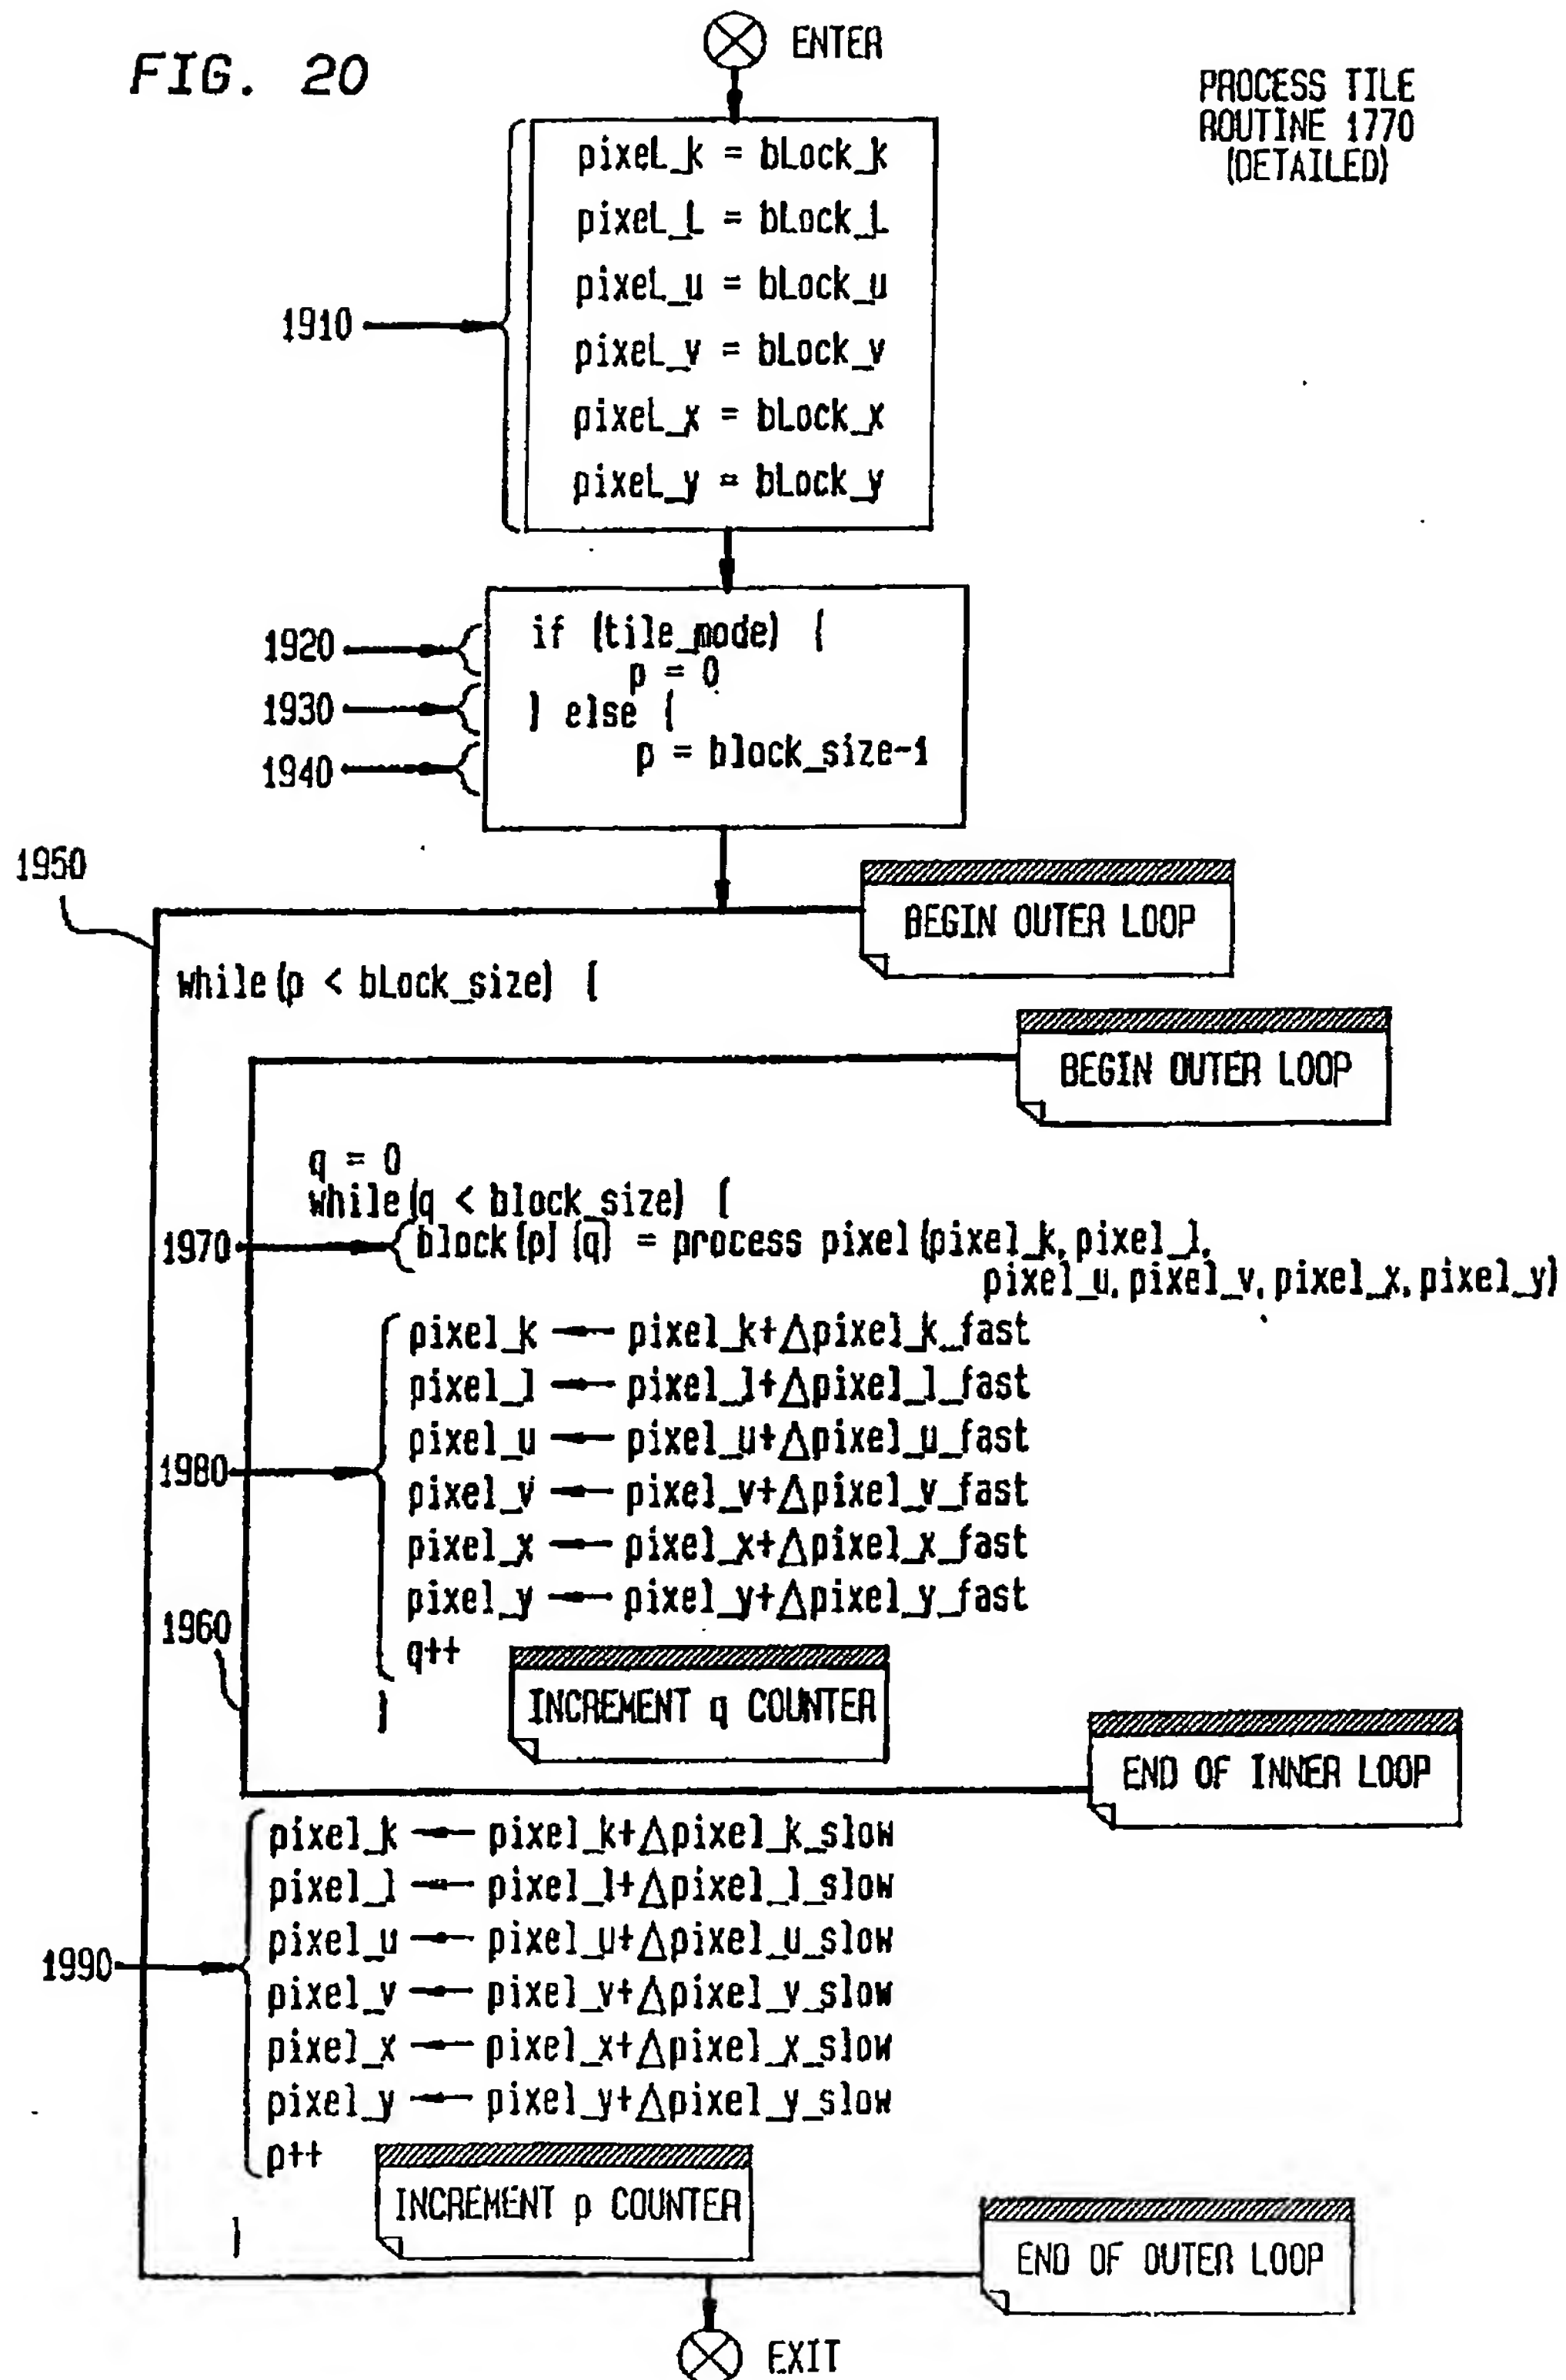 FIG. 20
ENTER
PROCESS TILE
ROUTINE 1770
(DETAILED)
pixel_k = block_k
pixel_l = block_l
pixel_u = block_u
pixel_v = block_v
pixel_x = block_x
pixel_y = block_y
1910
1920
if (tile_mode) {
p = 0
1930
} else {
1940
p = block_size-1
1950
BEGIN OUTER LOOP
while(p < block_size) {
BEGIN OUTER LOOP
q = 0
while(q < block_size) {
1970
block[p][q] = process pixel(pixel_k, pixel_l,
pixel_u, pixel_v, pixel_x, pixel_y)
pixel_k ← pixel_k+Δpixel_k_fast
pixel_l ← pixel_l+Δpixel_l_fast
pixel_u ← pixel_u+Δpixel_u_fast
1980
pixel_v ← pixel_v+Δpixel_v_fast
pixel_x ← pixel_x+Δpixel_x_fast
pixel_y ← pixel_y+Δpixel_y_fast
1960
q++
INCREMENT q COUNTER
}
END OF INNER LOOP
pixel_k ← pixel_k+Δpixel_k_slow
pixel_l ← pixel_l+Δpixel_l_slow
pixel_u ← pixel_u+Δpixel_u_slow
1990
pixel_v ← pixel_v+Δpixel_v_slow
pixel_x ← pixel_x+Δpixel_x_slow
pixel_y ← pixel_y+Δpixel_y_slow
p++
INCREMENT p COUNTER
}
END OF OUTER LOOP
EXIT